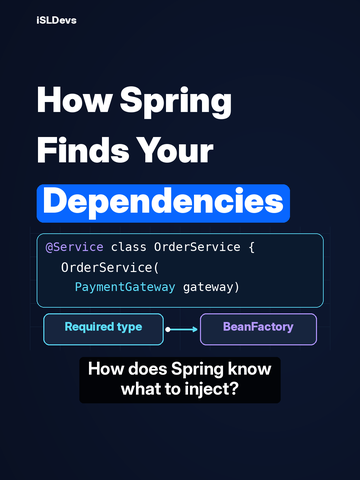 iSLDevs
How Spring
Finds Your
Dependencies
@Service class OrderService {
OrderService(
PaymentGateway gateway)
Required type
BeanFactory
How does Spring know
what to inject?